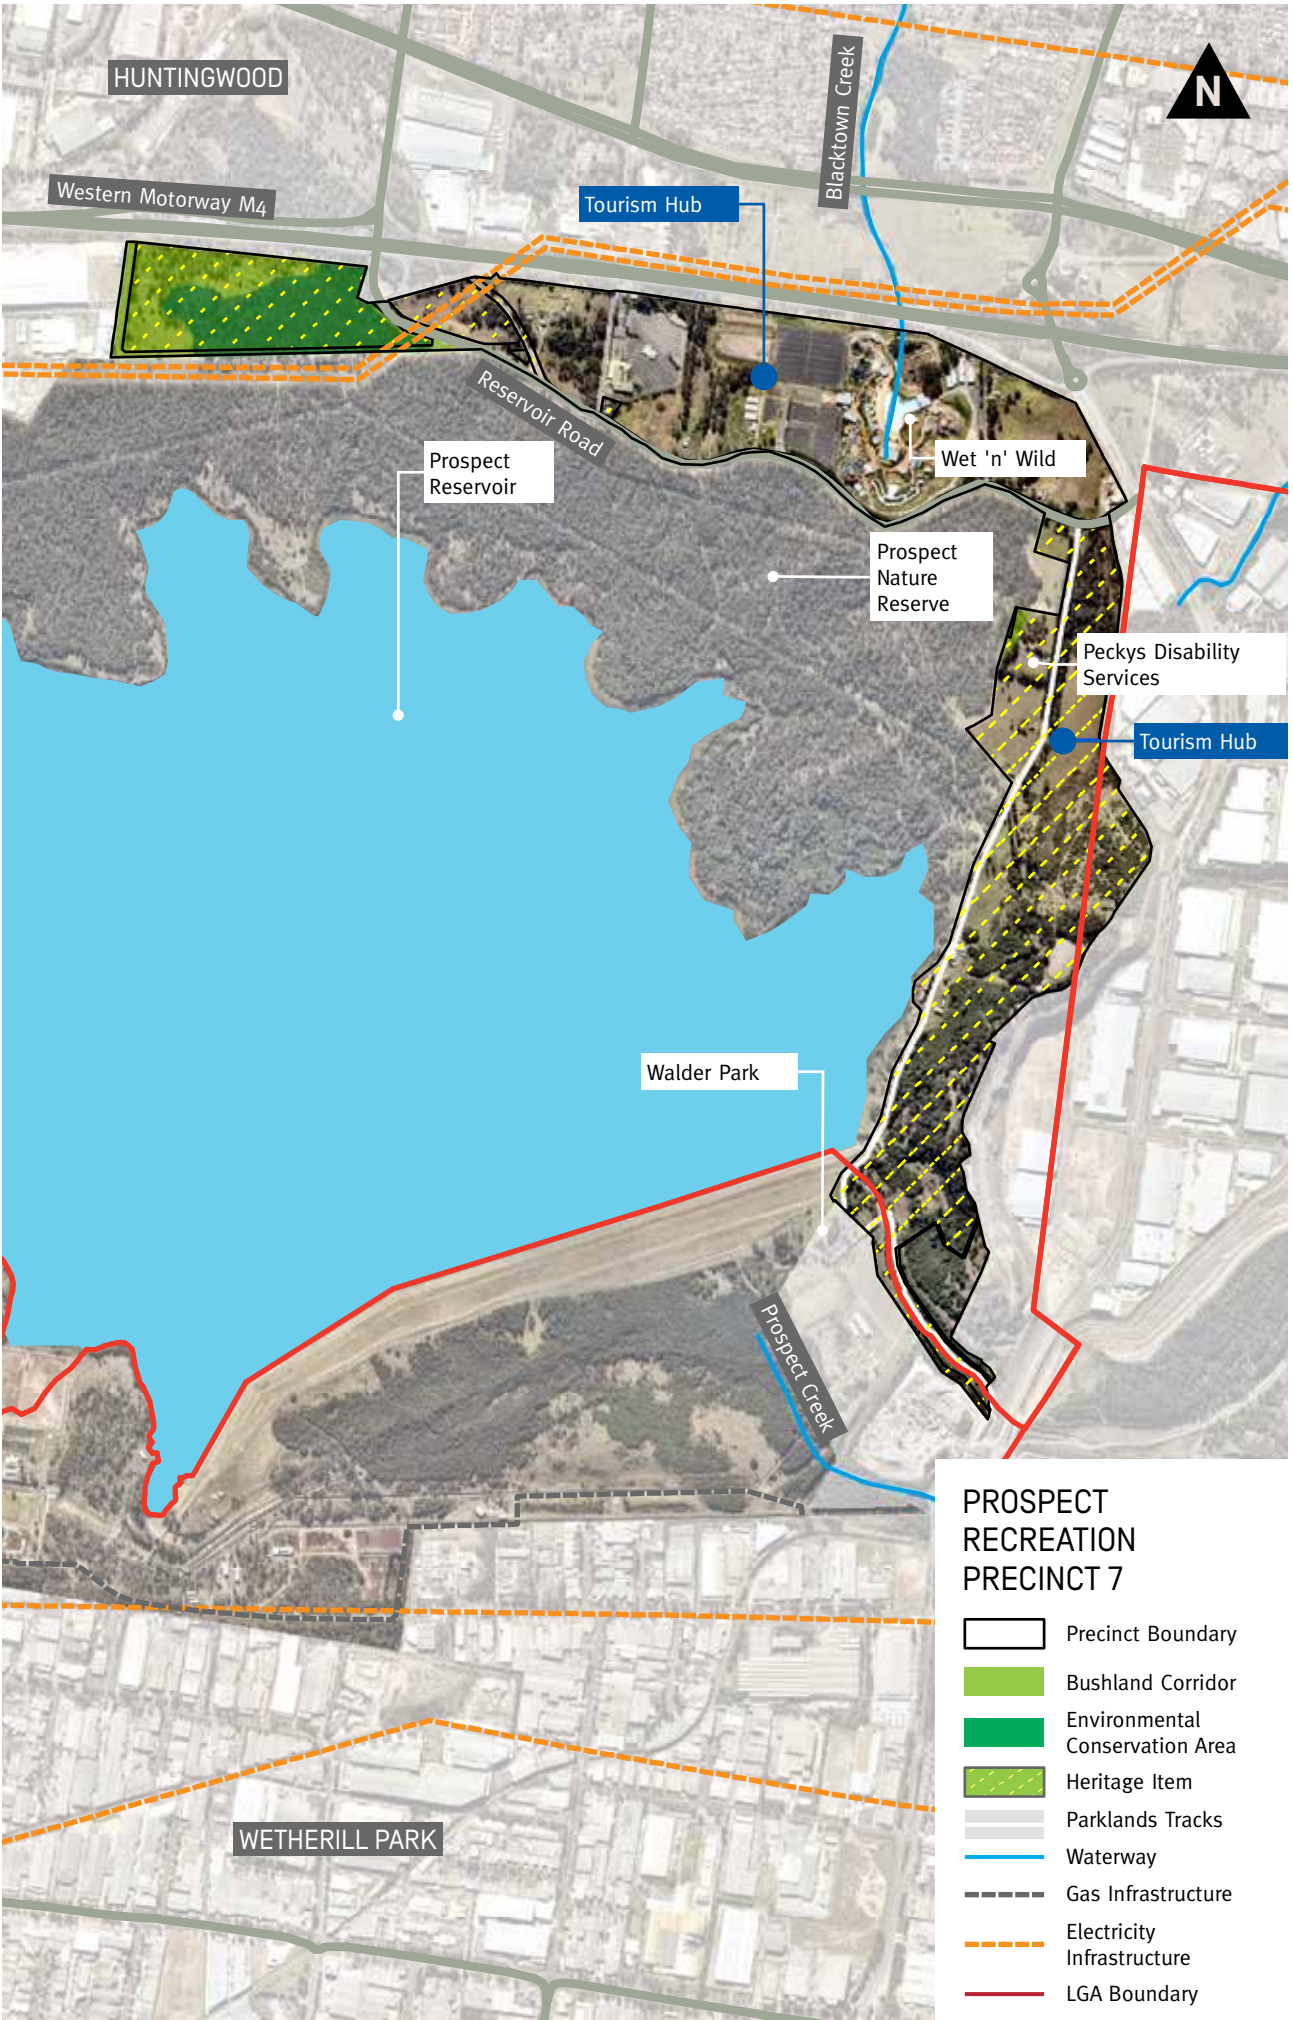 HUNTINGWOOD
Blacktown Creek
N
Western Motorway M4
Tourism Hub
Reservoir Road
Prospect
Reservoir
Wet 'n' Wild
Prospect
Nature
Reserve
Peckys Disability
Services
Tourism Hub
Walder Park
Prospect Creek
WETHERILL PARK
PROSPECT
RECREATION
PRECINCT 7
Precinct Boundary
Bushland Corridor
Environmental
Conservation Area
Heritage Item
Parklands Tracks
Waterway
Gas Infrastructure
Electricity
Infrastructure
LGA Boundary